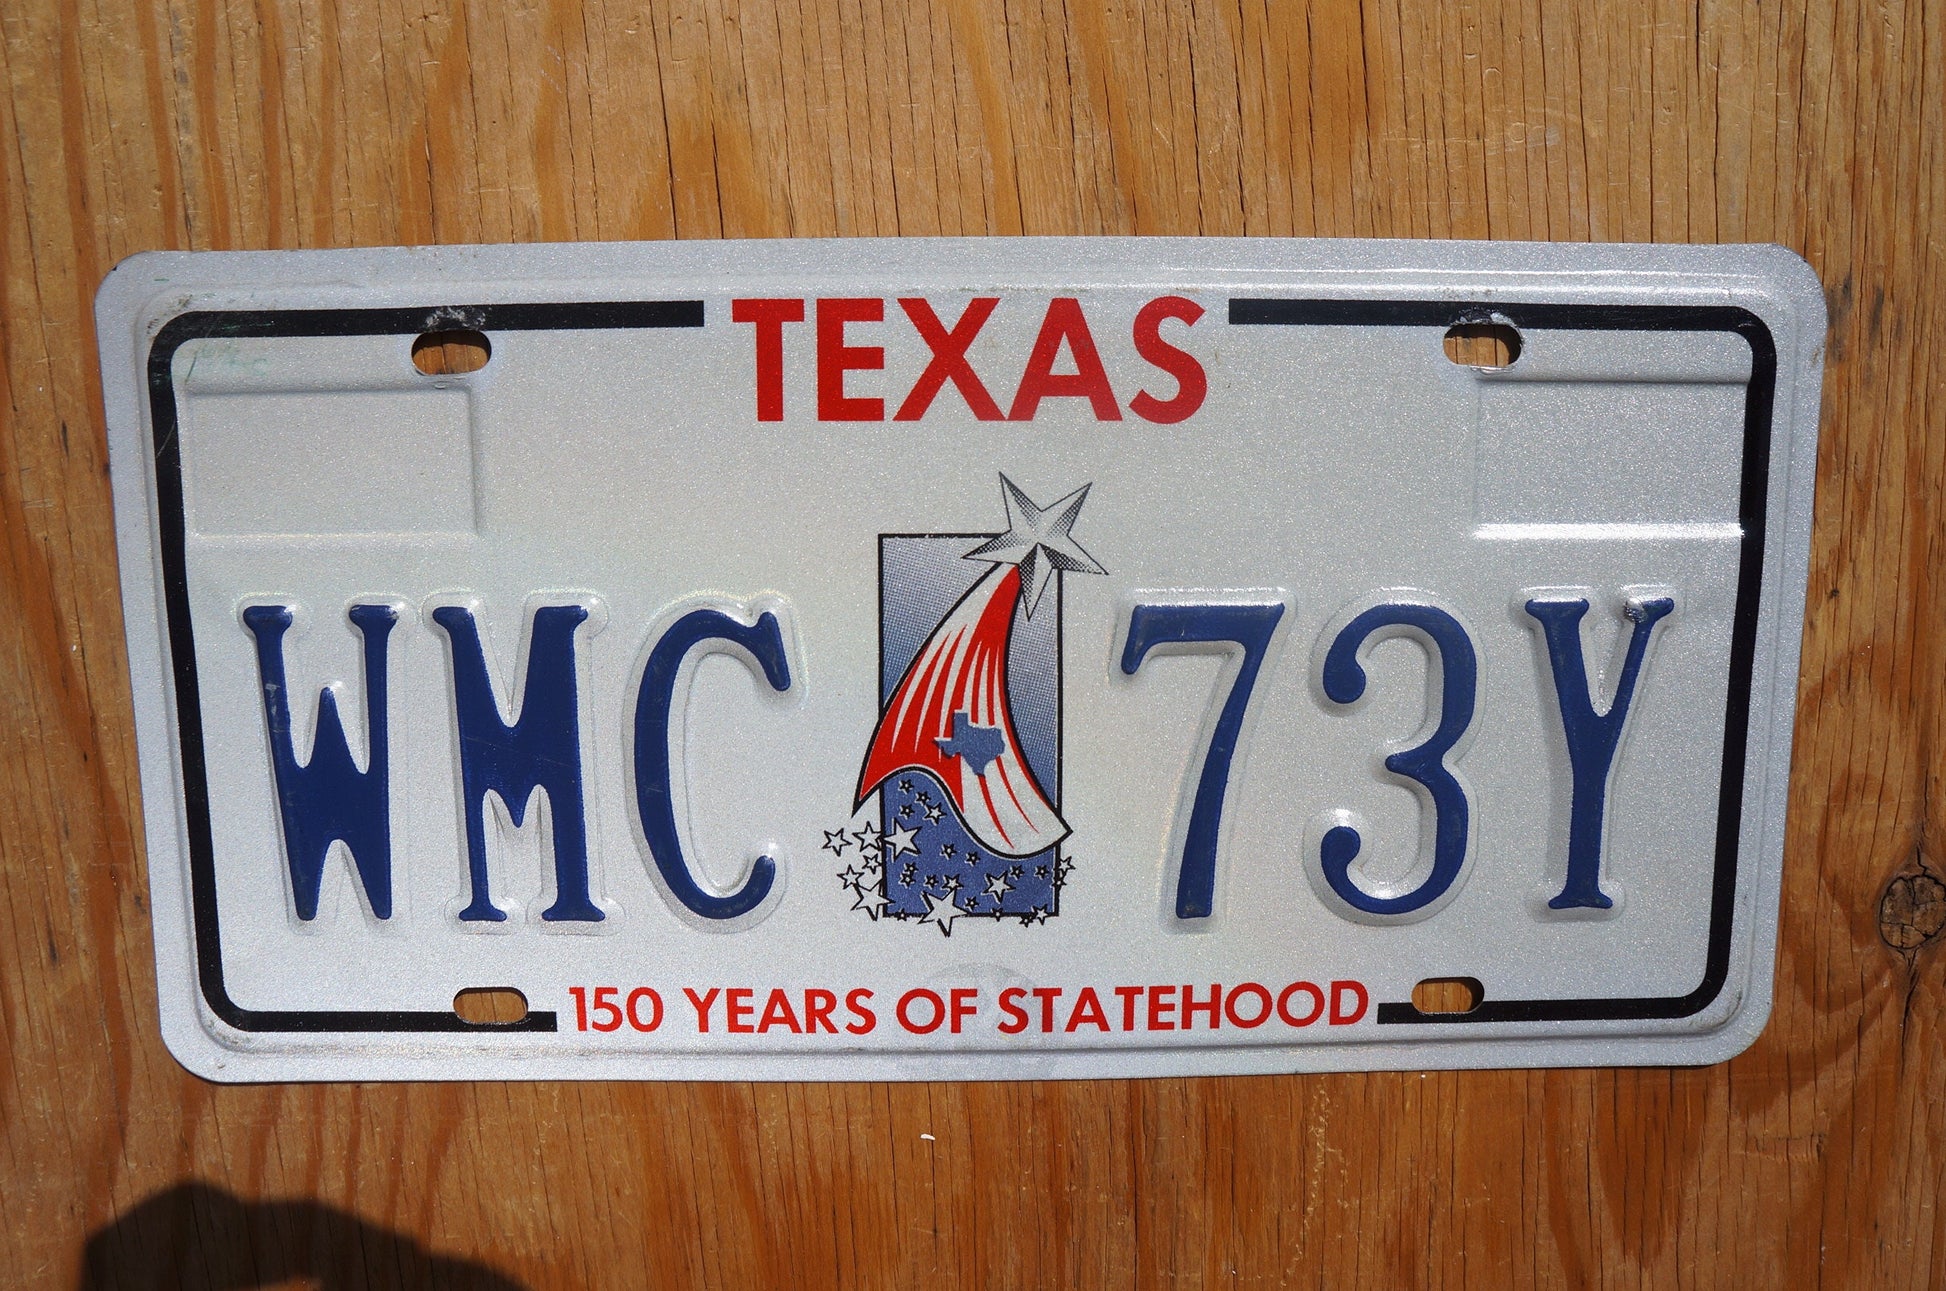 TEXAS
WMC 73Y
150 YEARS OF STATEHOOD